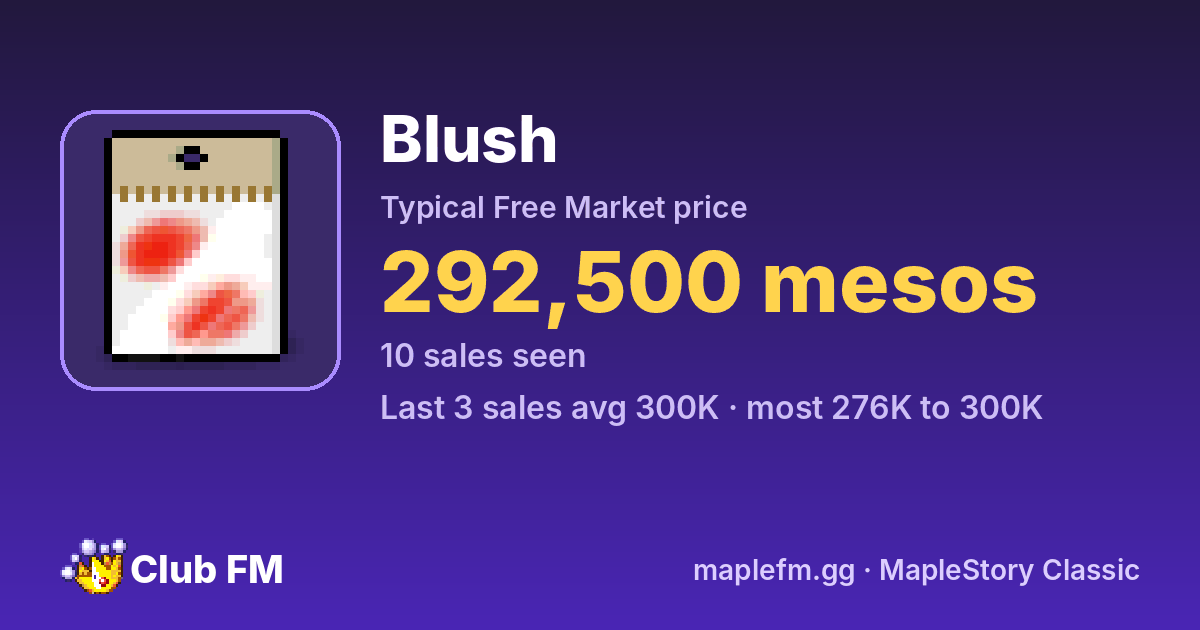 Blush
Typical Free Market price
292,500 mesos
10 sales seen
Last 3 sales avg 300K · most 276K to 300K
Club FM
maplefm.gg · MapleStory Classic